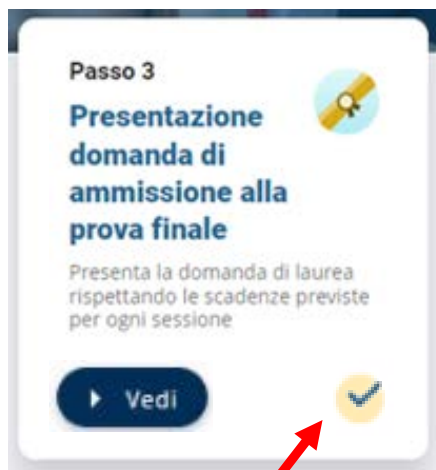 Passo 3
Presentazione
domanda di
ammissione alla
prova finale
Presenta la domanda di laurea
rispettando le scadenze previste
per ogni sessione
Vedi